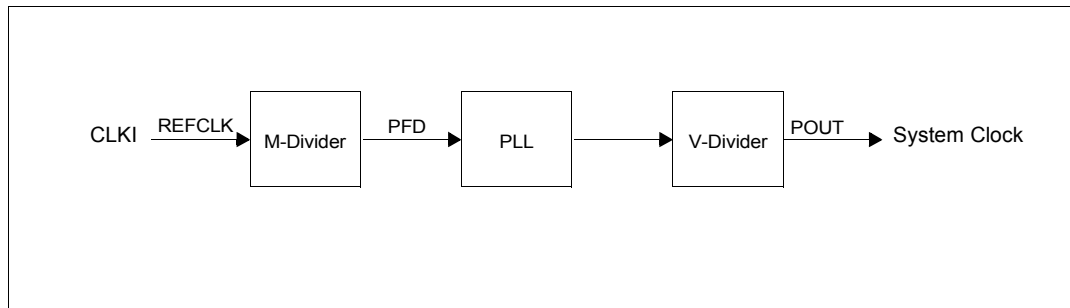 CLKI
REFCLK
M-Divider
PFD
PLL
V-Divider
POUT
System Clock